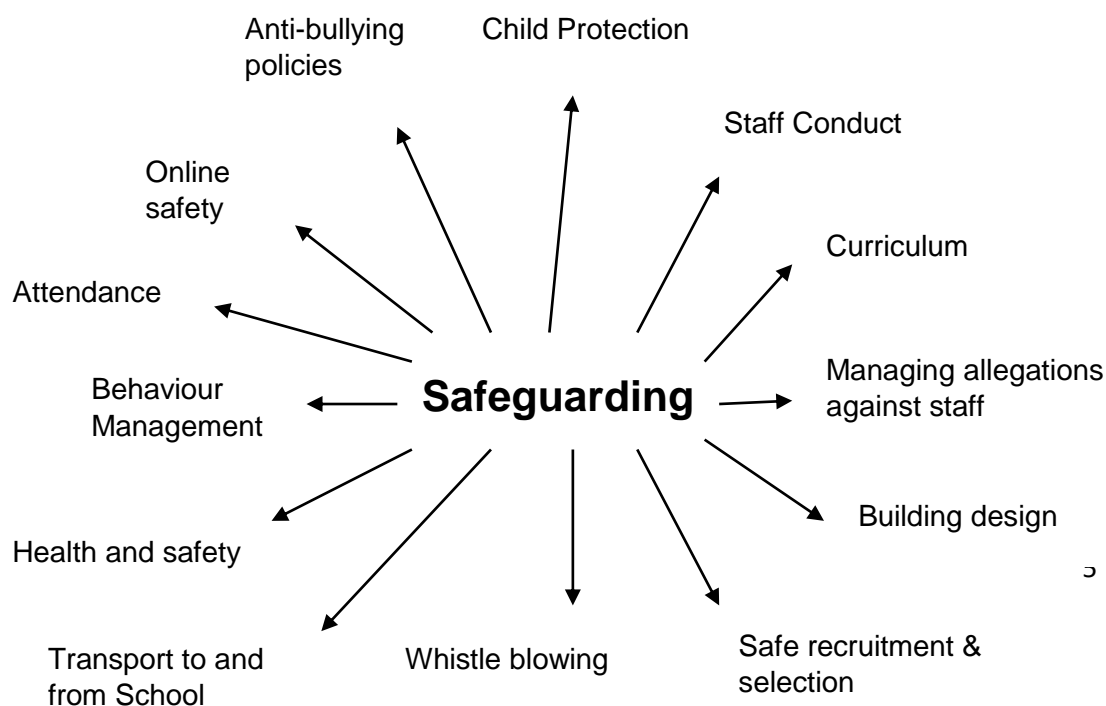 Anti-bullying
policies
Child Protection
Staff Conduct
Online
safety
Curriculum
Attendance
Managing allegations
against staff
Behaviour
Management
Safeguarding
Building design
Health and safety
Safe recruitment &
selection
Whistle blowing
Transport to and
from School